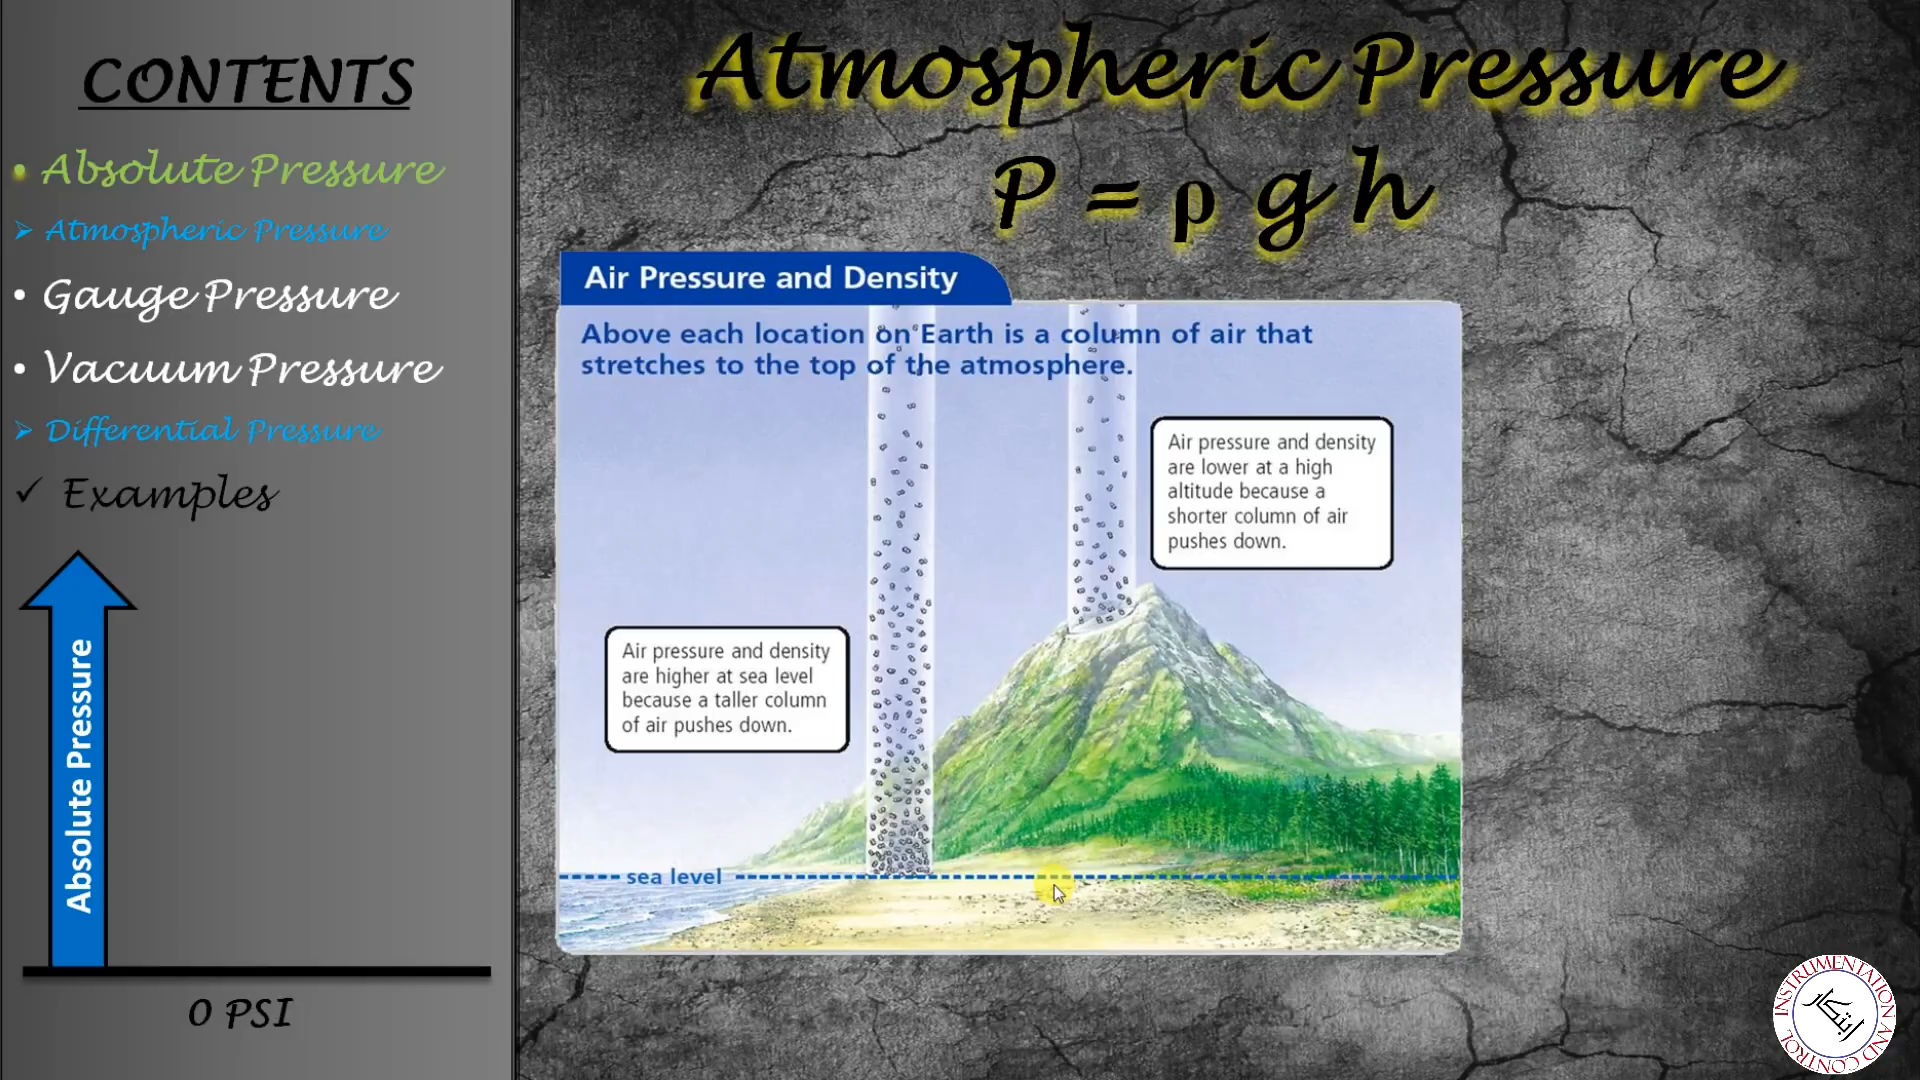 CONTENTS
• Absolute Pressure
➢ Atmospheric Pressure
• Gauge Pressure
• Vacuum Pressure
➢ Differential Pressure
✓ Examples
Absolute Pressure
0 PSI
Atmospheric Pressure
P = ρ g h
Air Pressure and Density
Above each location on Earth is a column of air that
stretches to the top of the atmosphere.
Air pressure and density
are lower at a high
altitude because a
shorter column of air
pushes down.
Air pressure and density
are higher at sea level
because a taller column
of air pushes down.
sea level
INSTRUMENTATION AND CONTROL
ابتكار